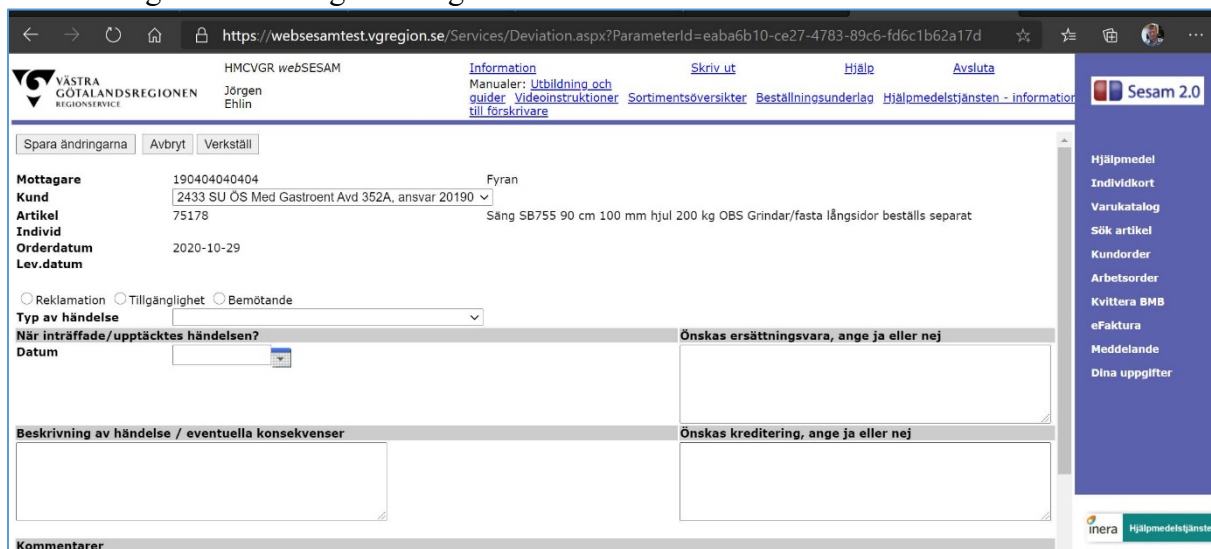 https://websesamtest.vgregion.se/Services/Deviation.aspx?ParameterId=eaba6b10-ce27-4783-89c6-fd6c1b62a17d
VÄSTRA
GÖTALANDSREGIONEN
REGIONSERVICE
HMCVGR webSESAM
Jörgen
Ehlin
Information Skriv ut Hjälp Avsluta
Manualer: Utbildning och
guider Videoinstruktioner Sortimentsöversikter Beställningsunderlag Hjälpmedelstjänsten - information
till förskrivare
Sesam 2.0
Spara ändringarna Avbryt Verkställ
Mottagare 190404040404 Fyran
Kund 2433 SU ÖS Med Gastroent Avd 352A, ansvar 20190
Artikel 75178 Säng SB755 90 cm 100 mm hjul 200 kg OBS Grindar/fasta långsidor beställs separat
Individ
Orderdatum 2020-10-29
Lev.datum
Reklamation Tillgänglighet Bemötande
Typ av händelse
När inträffade/upptäcktes händelsen? Önskas ersättningsvara, ange ja eller nej
Datum
Beskrivning av händelse / eventuella konsekvenser Önskas kreditering, ange ja eller nej
Kommentarer
Hjälpmedel
Individkort
Varukatalog
Sök artikel
Kundorder
Arbetsorder
Kvittera BMB
eFaktura
Meddelande
Dina uppgifter
inera Hjälpmedelstjänste